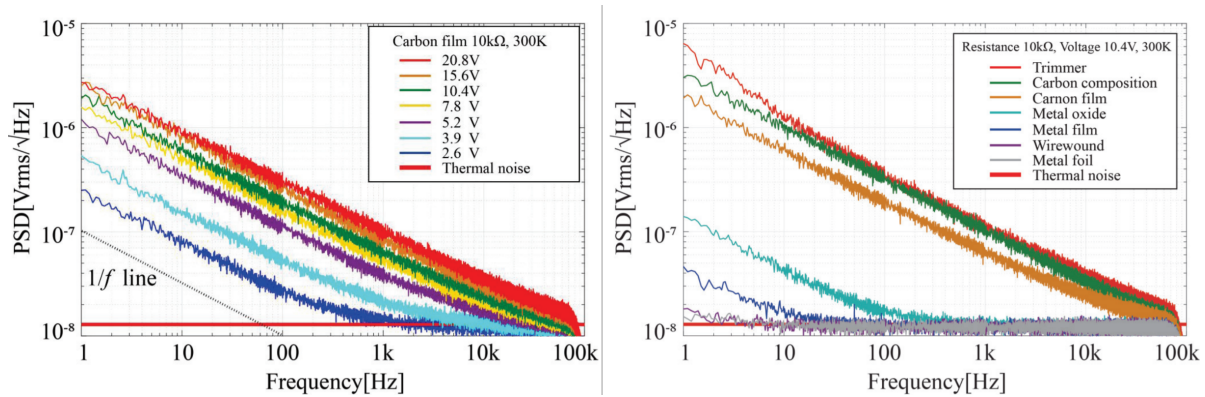 10-5
10-6
10-7
10-8
PSD[Vrms/√Hz]
Carbon film 10kΩ, 300K
20.8V
15.6V
10.4V
7.8 V
5.2 V
3.9 V
2.6 V
Thermal noise
1/f line
1 10 100 1k 10k 100k
Frequency[Hz]
10-5
10-6
10-7
10-8
PSD[Vrms/√Hz]
Resistance 10kΩ, Voltage 10.4V, 300K
Trimmer
Carbon composition
Carnon film
Metal oxide
Metal film
Wirewound
Metal foil
Thermal noise
1 10 100 1k 10k 100k
Frequency[Hz]